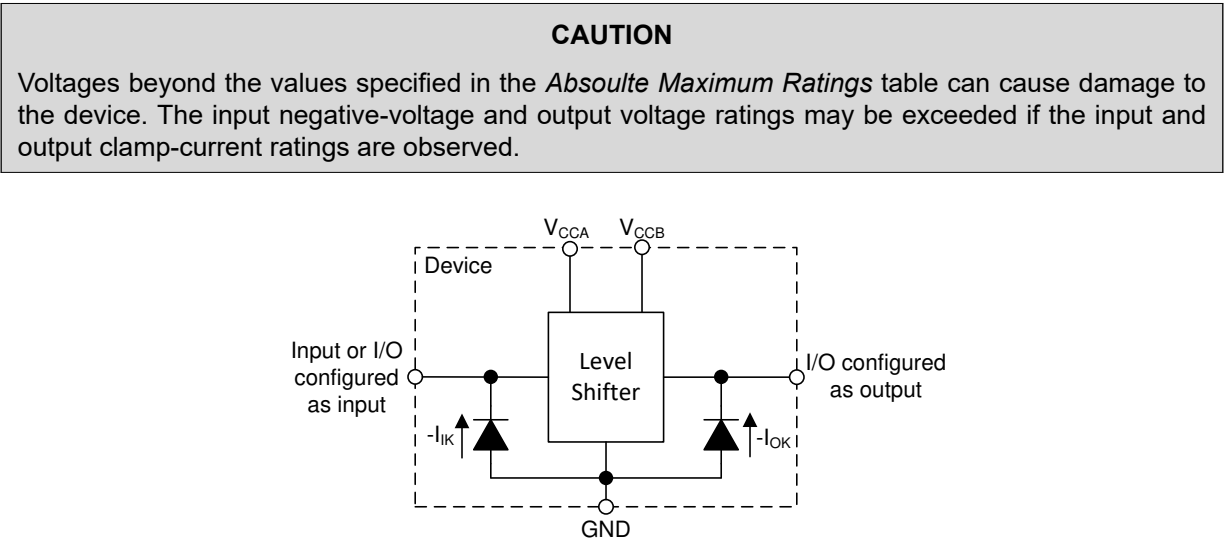 CAUTION
Voltages beyond the values specified in the Absoulte Maximum Ratings table can cause damage to
the device. The input negative-voltage and output voltage ratings may be exceeded if the input and
output clamp-current ratings are observed.
VCCA VCCB
Device
Input or I/O
configured
as input
Level
Shifter
I/O configured
as output
-IIK
-IOK
GND